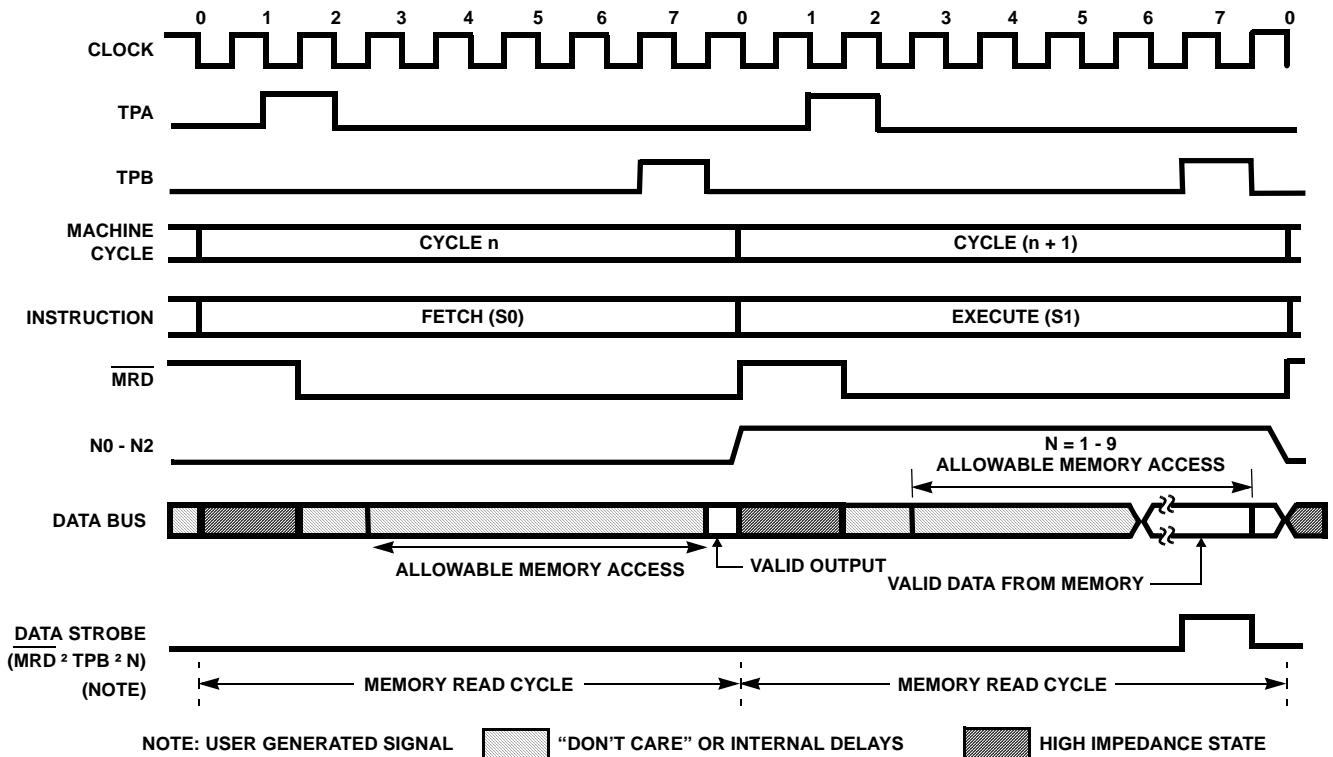 0 1 2 3 4 5 6 7 0 1 2 3 4 5 6 7 0
CLOCK
TPA
TPB
MACHINE
CYCLE
CYCLE n
CYCLE (n + 1)
INSTRUCTION
FETCH (S0)
EXECUTE (S1)
MRD
N0 - N2
N = 1 - 9
ALLOWABLE MEMORY ACCESS
DATA BUS
ALLOWABLE MEMORY ACCESS
VALID OUTPUT
VALID DATA FROM MEMORY
DATA STROBE
(MRD ² TPB ² N)
(NOTE)
MEMORY READ CYCLE
MEMORY READ CYCLE
NOTE: USER GENERATED SIGNAL
“DON'T CARE” OR INTERNAL DELAYS
HIGH IMPEDANCE STATE